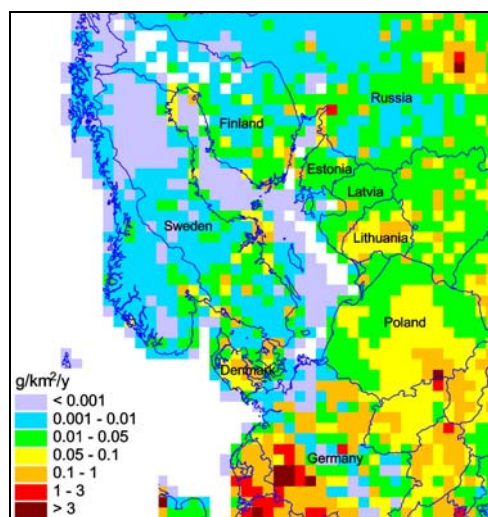 Russia
Finland
Estonia
Latvia
Sweden
Lithuania
Poland
Denmark
g/km²/y
< 0.001
0.001 - 0.01
0.01 - 0.05
0.05 - 0.1
0.1 - 1
1 - 3
> 3
Germany